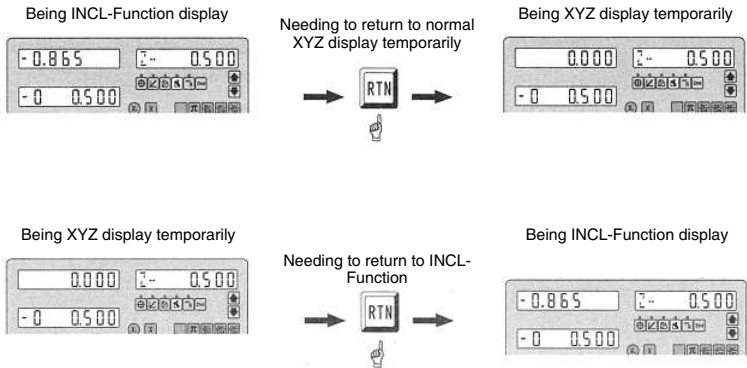 Being INCL-Function display
Needing to return to normal
XYZ display temporarily
Being XYZ display temporarily
- 0.865
0.500
- 0 0.500
RTN
0.000
0.500
- 0 0.500
Being XYZ display temporarily
Needing to return to INCL-
Function
Being INCL-Function display
0.000
0.500
- 0 0.500
RTN
- 0.865
0.500
- 0 0.500